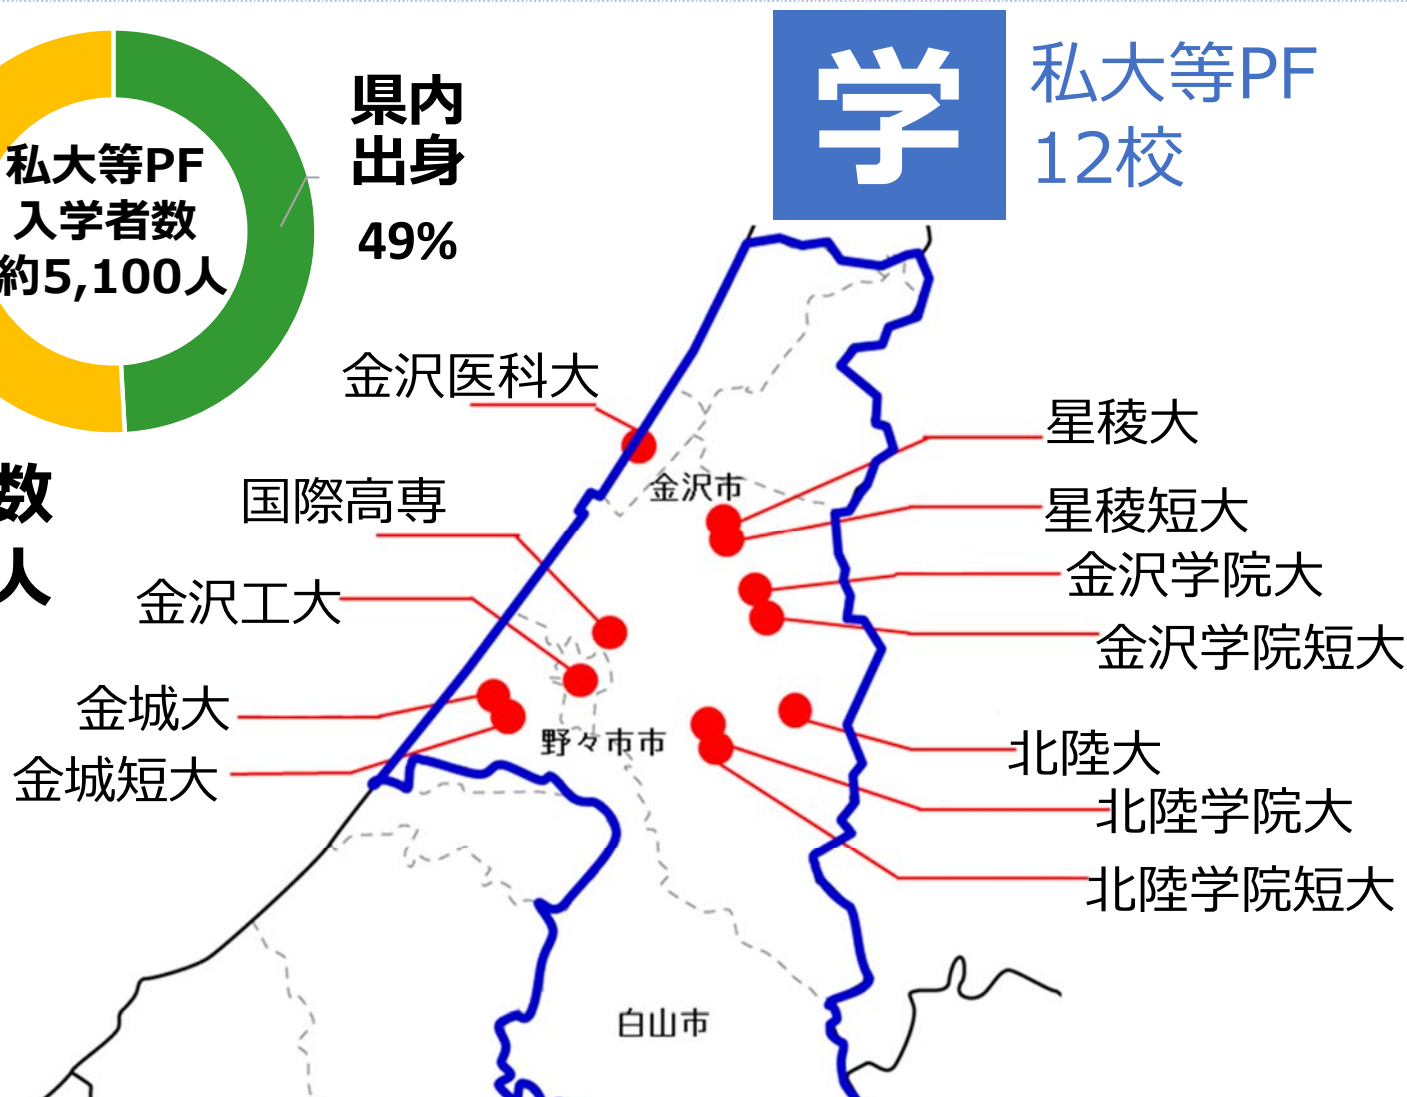 私大等PF
入学者数
約5,100人
県内
出身
49%
学
私大等PF
12校
数
人
金沢医科大
国際高専
金沢工大
金城大
金城短大
星稜大
星稜短大
金沢学院大
金沢学院短大
北陸大
北陸学院大
北陸学院短大
金沢市
野々市市
白山市